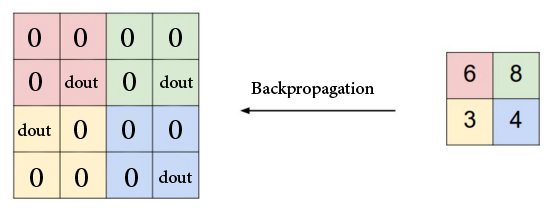 0 0 0 0
0 dout 0 dout
dout 0 0 0
0 0 0 dout
Backpropagation
6 8
3 4